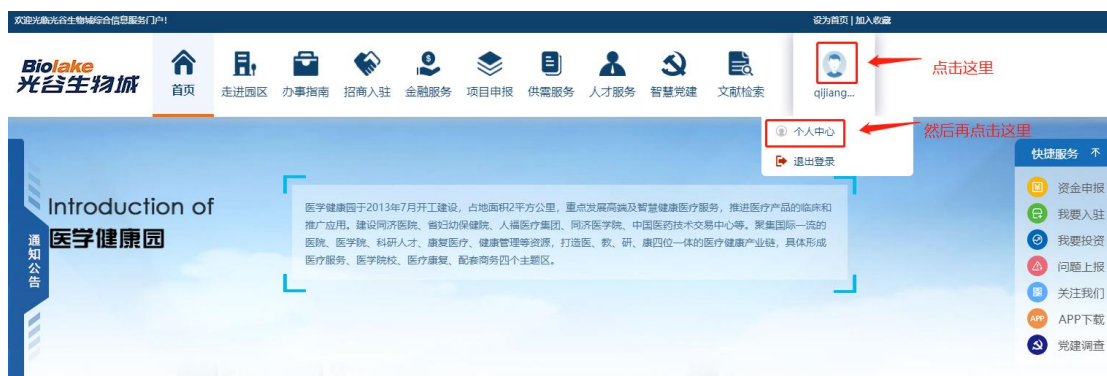 欢迎光临光谷生物城综合信息服务门户!
设为首页 | 加入收藏
Biolake
光谷生物城
首页
走进园区
办事指南
招商入驻
金融服务
项目申报
供需服务
人才服务
智慧党建
文献检索
qijiang...
点击这里
个人中心
然后再点击这里
退出登录
通知公告
Introduction of
医学健康园
医学健康园于2013年7月开工建设,占地面积2平方公里,重点发展高端及智慧健康医疗服务,推进医疗产品的临床和
推广应用。建设同济医院、省妇幼保健院、人福医疗集团、同济医学院、中国医药技术交易中心等。聚集国际一流的
医院、医学院、科研人才、康复医疗、健康管理等资源,打造医、教、研、康四位一体的医疗健康产业链,具体形成
医疗服务、医学院校、医疗康复、配套商务四个主题区。
快捷服务 不
资金申报
我要入驻
我要投资
问题上报
关注我们
APP APP下载
党建调查